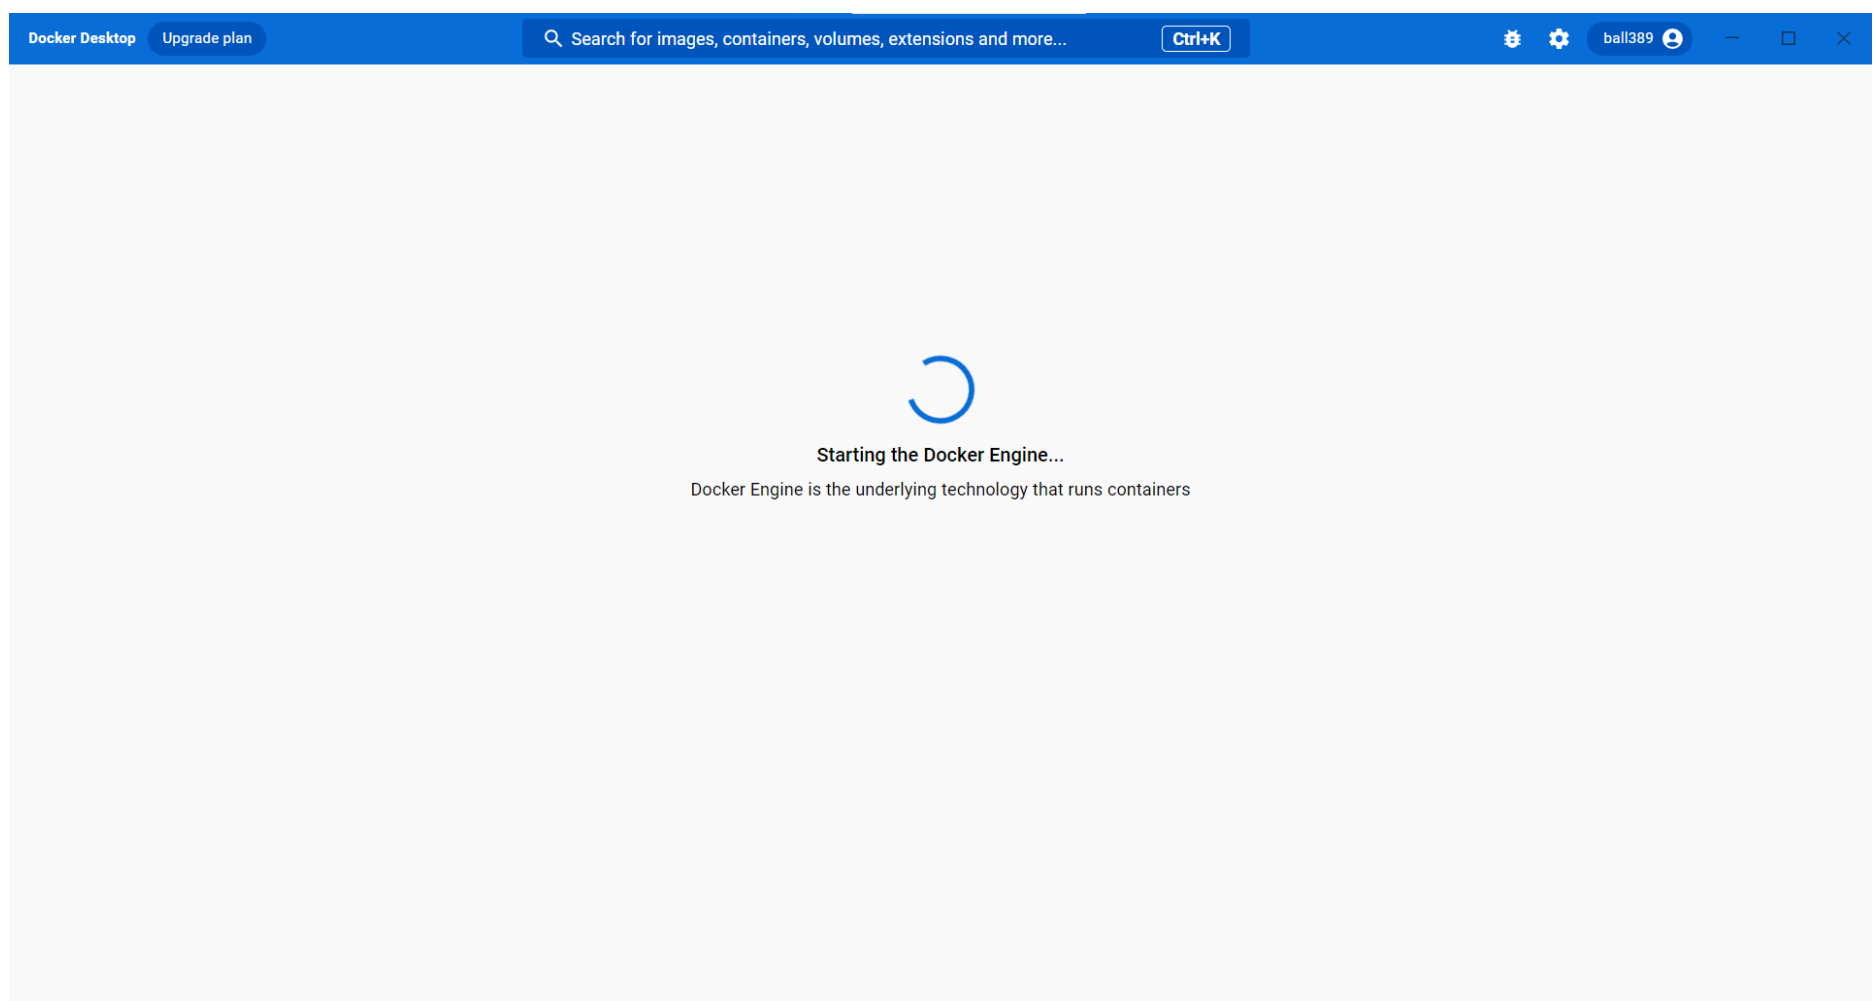 Docker Desktop Upgrade plan Search for images, containers, volumes, extensions and more... Ctrl+K ball389
Starting the Docker Engine...
Docker Engine is the underlying technology that runs containers